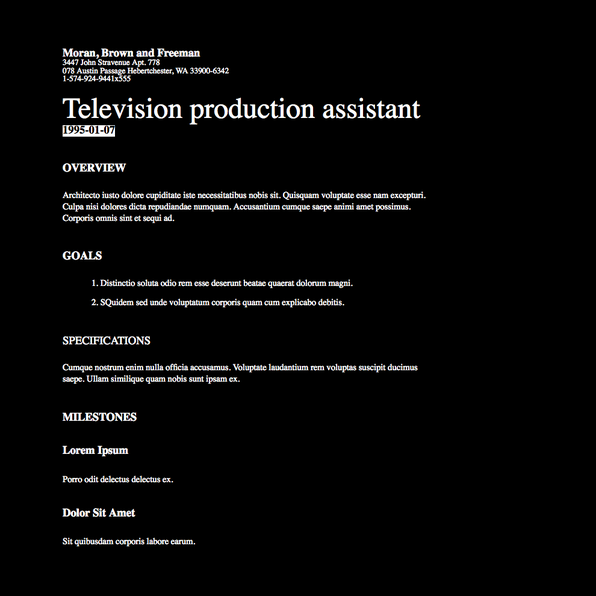 Moran, Brown and Freeman
3447 John Stravenue Apt. 778
078 Austin Passage Hebertchester, WA 33900-6342
1-574-924-9441x555
Television production assistant
1995-01-07
OVERVIEW
Architecto iusto dolore cupiditate iste necessitatibus nobis sit. Quisquam voluptate esse nam excepturi.
Culpa nisi dolores dicta repudiandae numquam. Accusantium cumque saepe animi amet possimus.
Corporis omnis sint et sequi ad.
GOALS
1. Distinctio soluta odio rem esse deserunt beatae quaerat dolorum magni.
2. SQuidem sed unde voluptatum corporis quam cum explicabo debitis.
SPECIFICATIONS
Cumque nostrum enim nulla officia accusamus. Voluptate laudantium rem voluptas suscipit ducimus
saepe. Ullam similique quam nobis sunt ipsam ex.
MILESTONES
Lorem Ipsum
Porro odit delectus delectus ex.
Dolor Sit Amet
Sit quibusdam corporis labore earum.